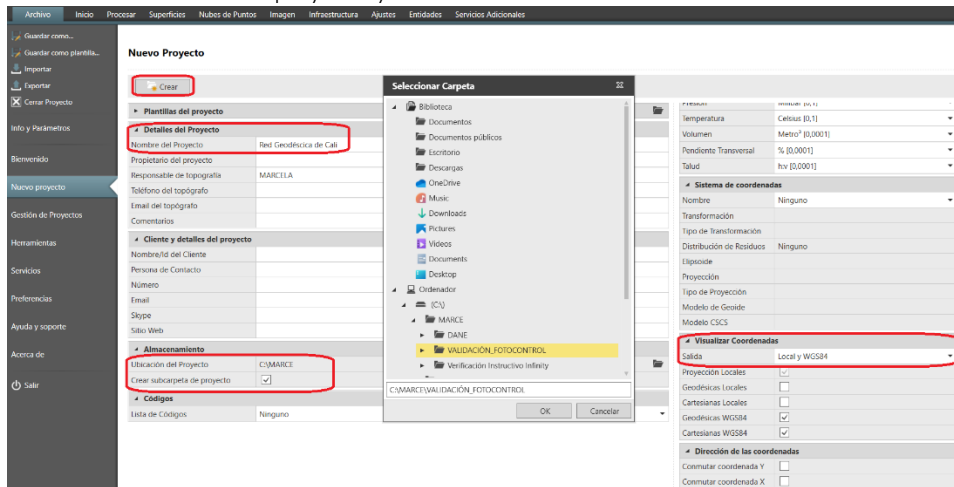 Archivo Inicio Procesar Superficies Nubes de Puntos Imagen Infraestructura Ajustes Entidades Servicios Adicionales
Guardar como...
Guardar como plantilla...
Importar
Exportar
Cerrar Proyecto
Info y Parámetros
Bienvenido
Nuevo proyecto
Gestión de Proyectos
Herramientas
Servicios
Preferencias
Ayuda y soporte
Acerca de
Salir
Nuevo Proyecto
Crear
Plantillas del proyecto
Detalles del Proyecto
Nombre del Proyecto Red Geodéscica de Cali
Propietario del proyecto
Responsable de topografía MARCELA
Teléfono del topógrafo
Email del topógrafo
Comentarios
Cliente y detalles del proyecto
Nombre/Id del Cliente
Persona de Contacto
Número
Email
Skype
Sitio Web
Almacenamiento
Ubicación del Proyecto C:\MARCE
Crear subcarpeta de proyecto
Códigos
Lista de Códigos Ninguno
Seleccionar Carpeta
Biblioteca
Documentos
Documentos públicos
Escritorio
Descargas
OneDrive
Music
Downloads
Pictures
Videos
Documents
Desktop
Ordenador
(C:\)
MARCE
DANE
VALIDACIÓN_FOTOCONTROL
Verificación Instructivo Infinity
C:\MARCE\VALIDACIÓN_FOTOCONTROL
OK Cancelar
Presión Milibar [0,1]
Temperatura Celsius [0,1]
Volumen Metro³ [0,0001]
Pendiente Transversal % [0,0001]
Talud h:v [0,0001]
Sistema de coordenadas
Nombre Ninguno
Transformación
Tipo de Transformación
Distribución de Residuos Ninguno
Elipsoide
Proyección
Tipo de Proyección
Modelo de Geoide
Modelo CSCS
Visualizar Coordenadas
Salida Local y WGS84
Proyección Locales
Geodésicas Locales
Cartesianas Locales
Geodésicas WGS84
Cartesianas WGS84
Dirección de las coordenadas
Conmutar coordenada Y
Conmutar coordenada X